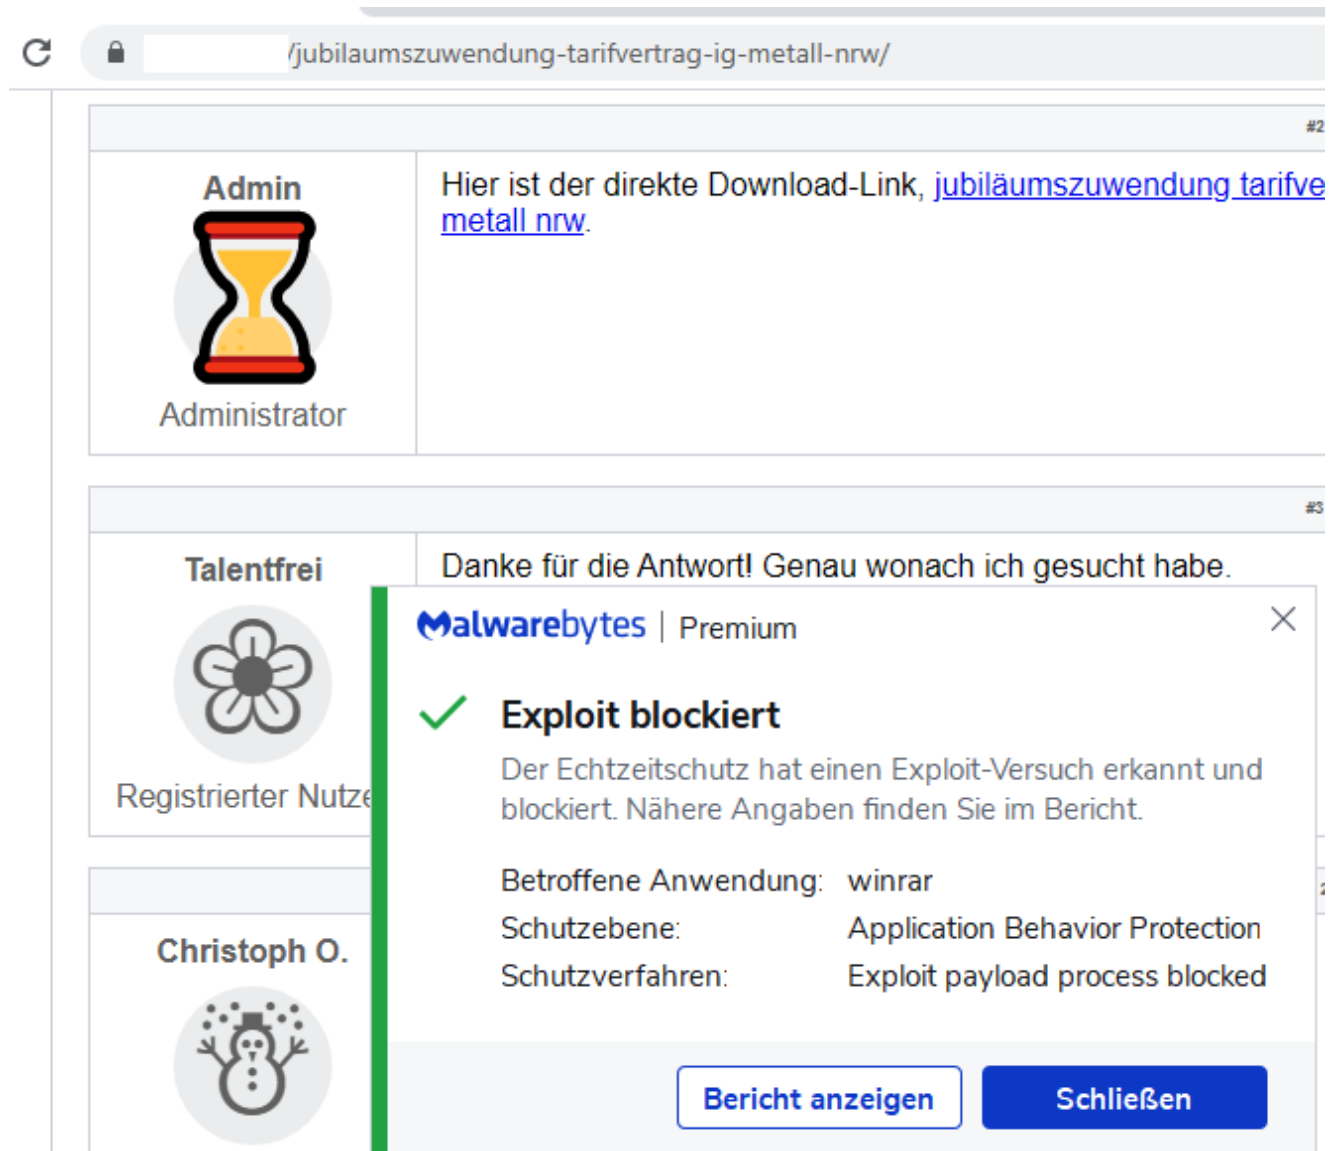 /jubilaumszuwendung-tarifvertrag-ig-metall-nrw/
#2
Admin
Administrator
Hier ist der direkte Download-Link, jubiläumszuwendung tarifve
metall nrw.
#3
Talentfrei
Registrierter Nutze
Danke für die Antwort! Genau wonach ich gesucht habe.
Christoph O.
Malwarebytes | Premium
Exploit blockiert
Der Echtzeitschutz hat einen Exploit-Versuch erkannt und
blockiert. Nähere Angaben finden Sie im Bericht.
Betroffene Anwendung: winrar
Schutzebene: Application Behavior Protection
Schutzverfahren: Exploit payload process blocked
Bericht anzeigen
Schließen